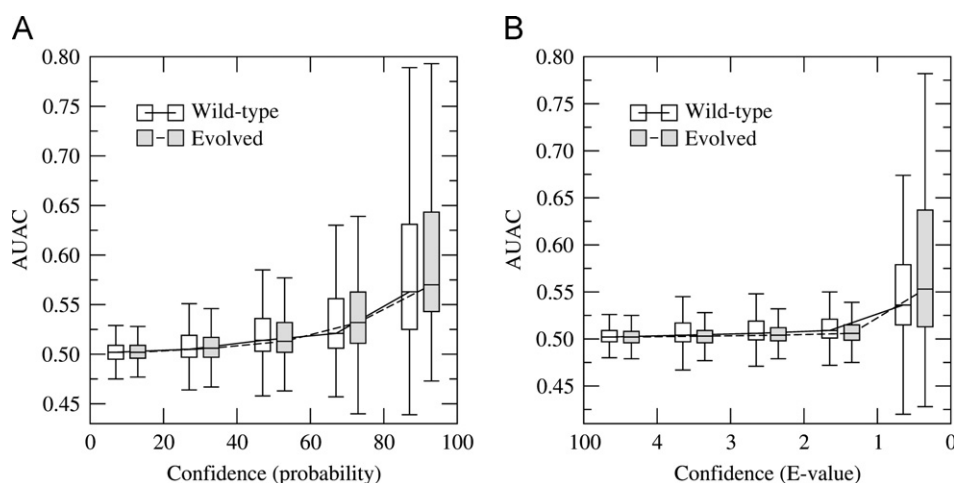 A
0.80
0.75
0.70
0.65
0.60
0.55
0.50
0.45
AUAC
Wild-type
Evolved
0 20 40 60 80 100
Confidence (probability)
B
0.80
0.75
0.70
0.65
0.60
0.55
0.50
0.45
AUAC
Wild-type
Evolved
100 4 3 2 1 0
Confidence (E-value)